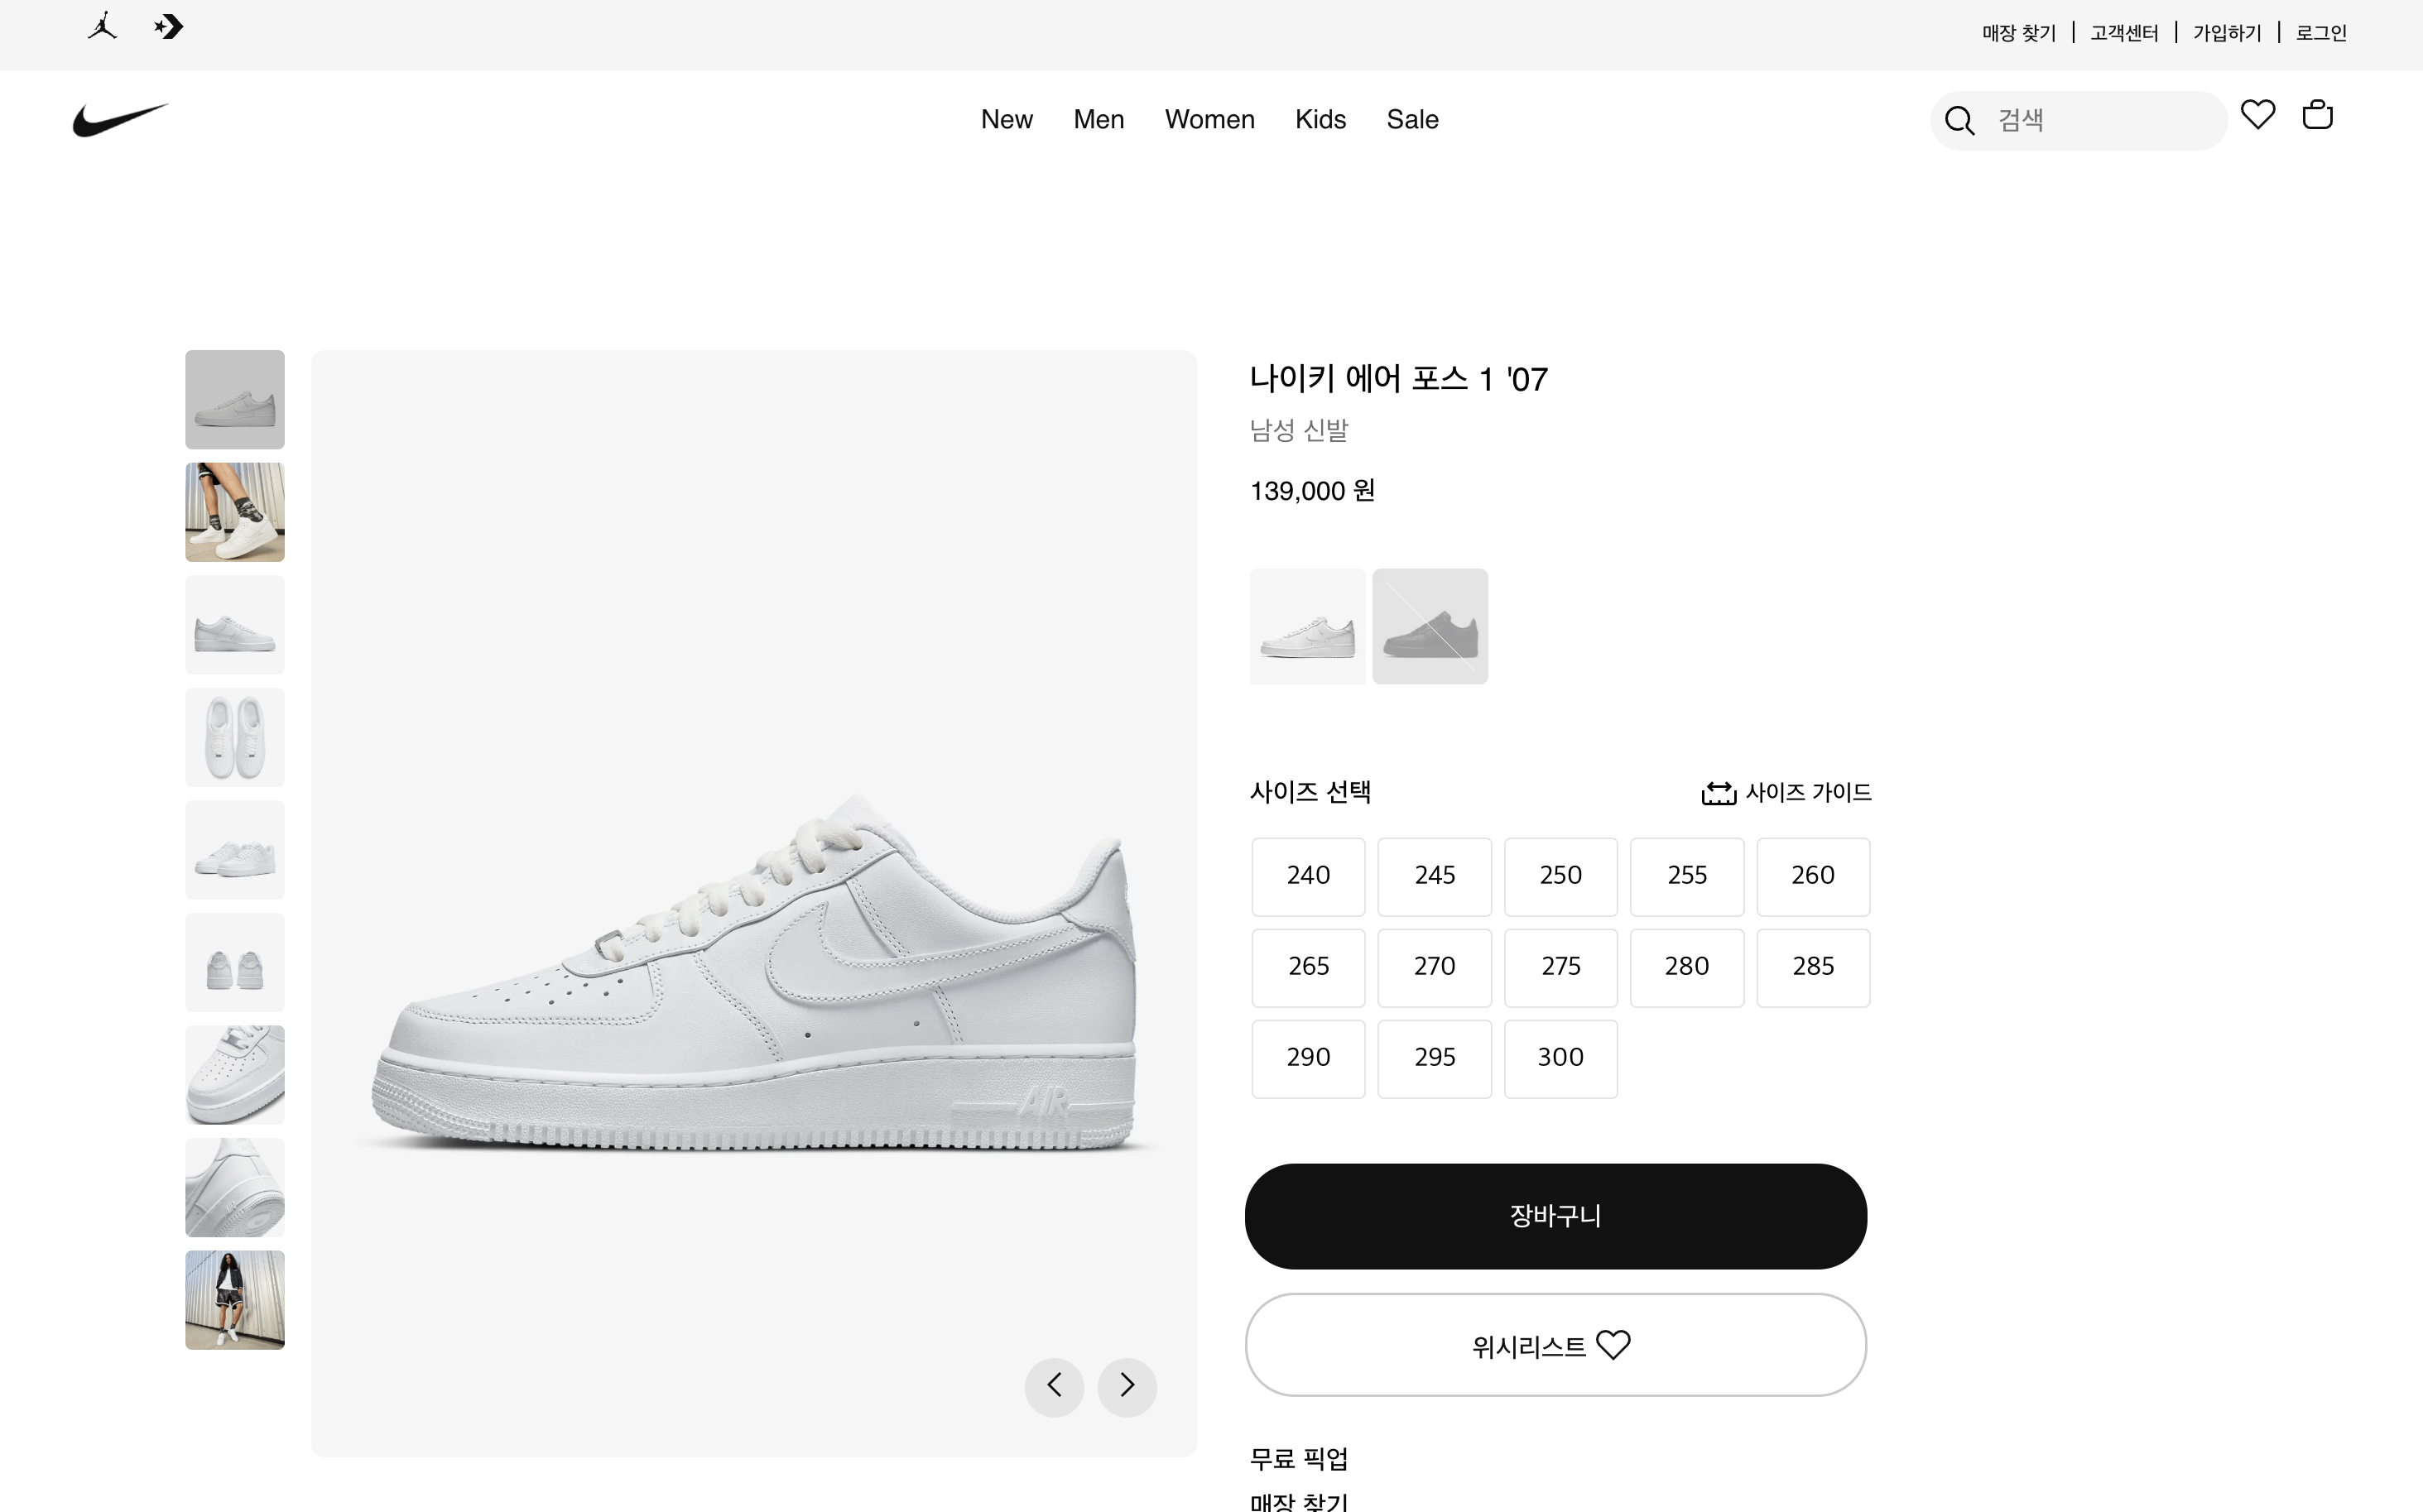 매장 찾기 | 고객센터 | 가입하기 | 로그인
New Men Women Kids Sale
검색
나이키 에어 포스 1 '07
남성 신발
139,000 원
사이즈 선택
사이즈 가이드
240 245 250 255 260
265 270 275 280 285
290 295 300
AIR
장바구니
위시리스트
무료 픽업
매장 찾기